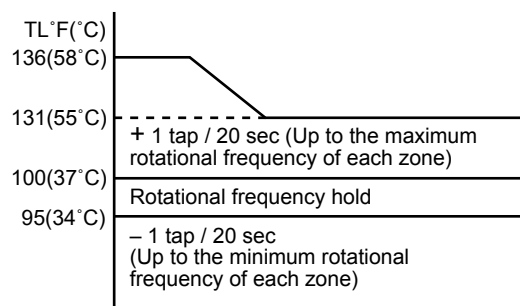 TL˚F(˚C)
136(58˚C)
131(55˚C)
+ 1 tap / 20 sec (Up to the maximum
rotational frequency of each zone)
100(37˚C)
Rotational frequency hold
95(34˚C)
– 1 tap / 20 sec
(Up to the minimum rotational
frequency of each zone)